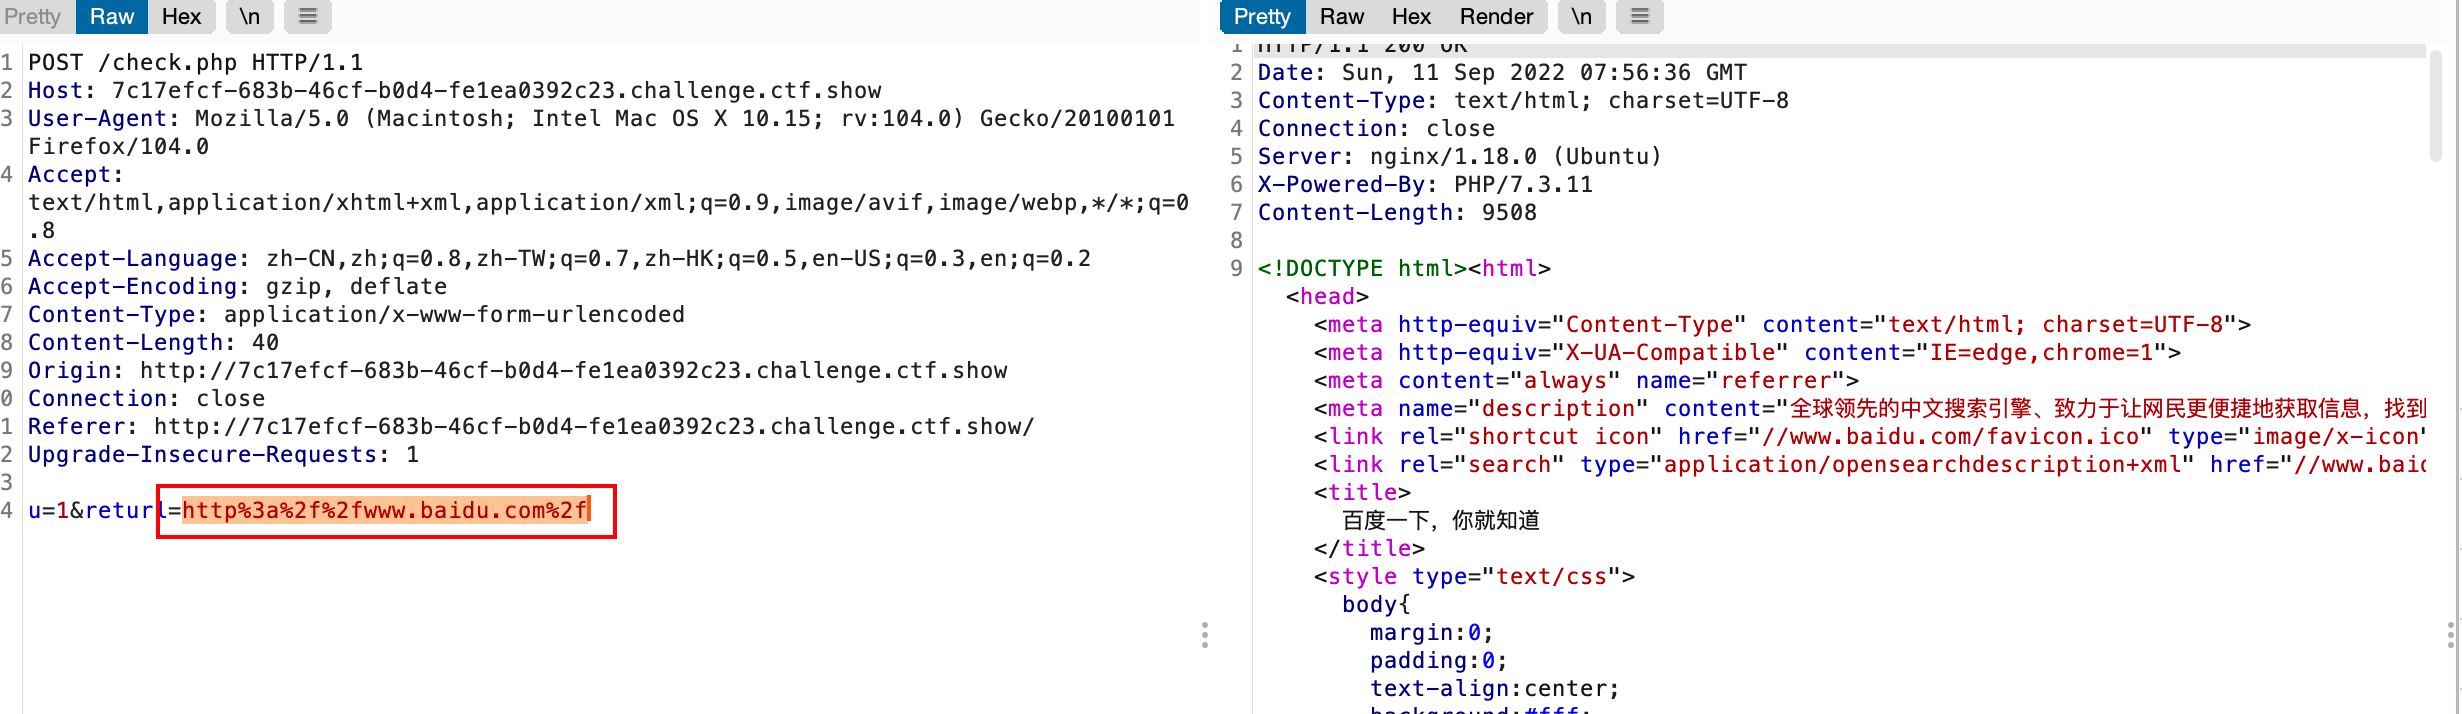 Pretty Raw Hex \n
1 POST /check.php HTTP/1.1
2 Host: 7c17efcf-683b-46cf-b0d4-fe1ea0392c23.challenge.ctf.show
3 User-Agent: Mozilla/5.0 (Macintosh; Intel Mac OS X 10.15; rv:104.0) Gecko/20100101
Firefox/104.0
4 Accept:
text/html,application/xhtml+xml,application/xml;q=0.9,image/avif,image/webp,*/*;q=0
.8
5 Accept-Language: zh-CN,zh;q=0.8,zh-TW;q=0.7,zh-HK;q=0.5,en-US;q=0.3,en;q=0.2
6 Accept-Encoding: gzip, deflate
7 Content-Type: application/x-www-form-urlencoded
8 Content-Length: 40
9 Origin: http://7c17efcf-683b-46cf-b0d4-fe1ea0392c23.challenge.ctf.show
0 Connection: close
1 Referer: http://7c17efcf-683b-46cf-b0d4-fe1ea0392c23.challenge.ctf.show/
2 Upgrade-Insecure-Requests: 1
3
4 u=1&returl=http%3a%2f%2fwww.baidu.com%2f
Pretty Raw Hex Render \n
1 HTTP/1.1 200 OK
2 Date: Sun, 11 Sep 2022 07:56:36 GMT
3 Content-Type: text/html; charset=UTF-8
4 Connection: close
5 Server: nginx/1.18.0 (Ubuntu)
6 X-Powered-By: PHP/7.3.11
7 Content-Length: 9508
8
9 <!DOCTYPE html><html>
<head>
<meta http-equiv="Content-Type" content="text/html; charset=UTF-8">
<meta http-equiv="X-UA-Compatible" content="IE=edge,chrome=1">
<meta content="always" name="referrer">
<meta name="description" content="全球领先的中文搜索引擎、致力于让网民更便捷地获取信息，找到
<link rel="shortcut icon" href="//www.baidu.com/favicon.ico" type="image/x-icon"
<link rel="search" type="application/opensearchdescription+xml" href="//www.baid
<title>
百度一下，你就知道
</title>
<style type="text/css">
body{
margin:0;
padding:0;
text-align:center;
background:#fff;